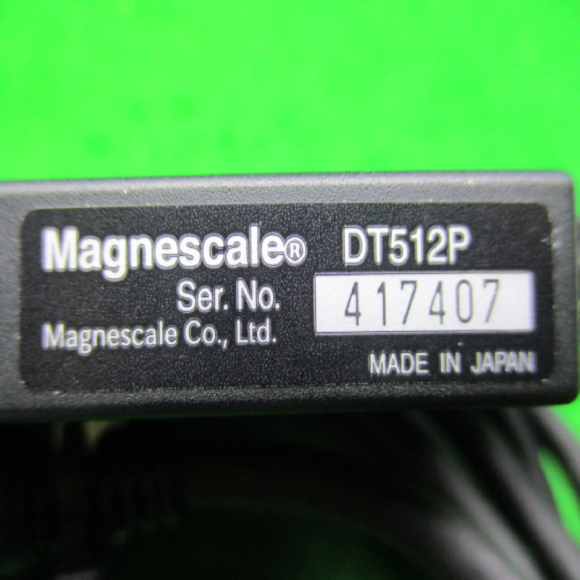 Magnescale® DT512P
Ser. No. 417407
Magnescale Co., Ltd.
MADE IN JAPAN